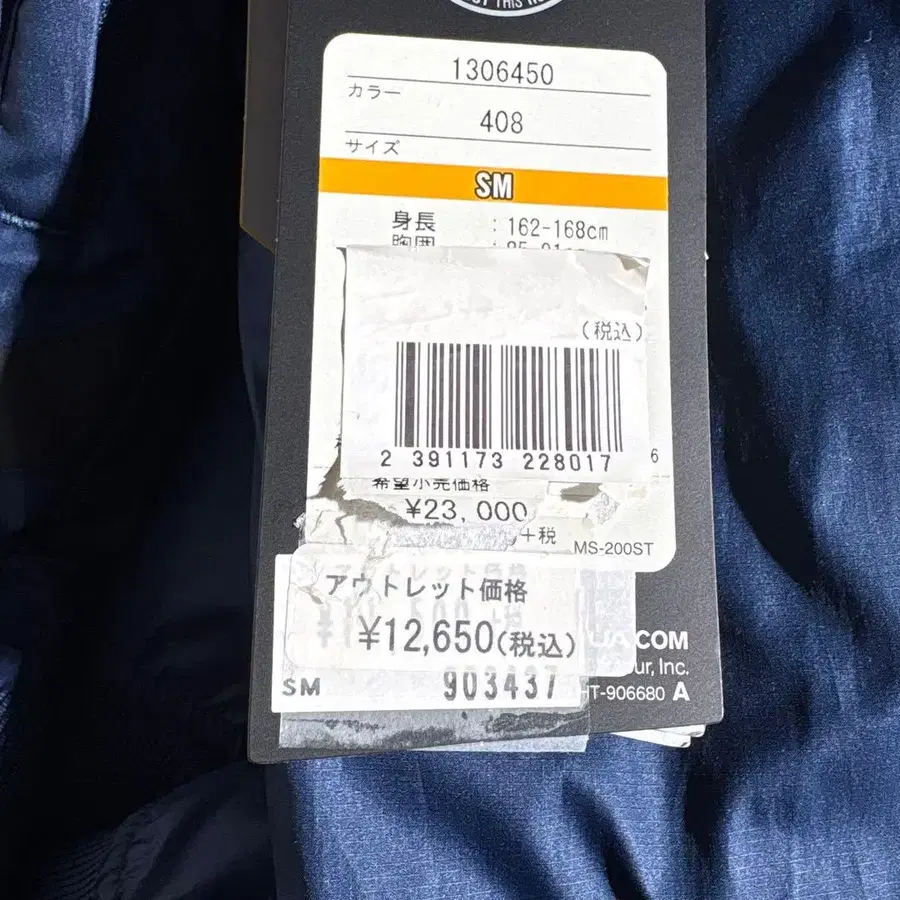 1306450
カラー
408
サイズ
SM
身長 : 162-168cm
胸囲
(税込)
2 391173 228017
6
希望小売価格
¥23,000
+税
MS-200ST
アウトレット価格
¥12,650(税込)
SM 903437
UA.COM
Inc.
HT-906680 A